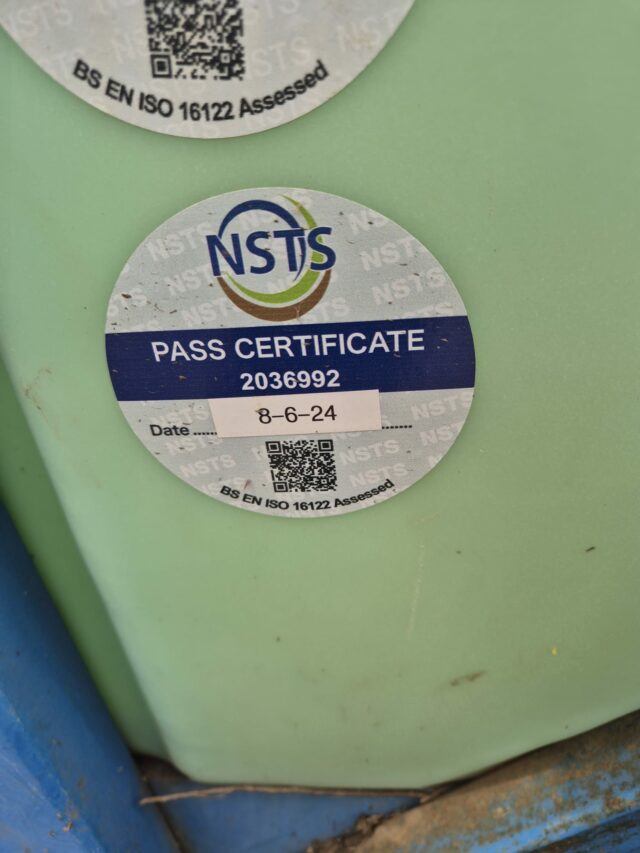 BS EN ISO 16122 Assessed
NSTS
PASS CERTIFICATE
2036992
8-6-24
Date ..............
BS EN ISO 16122 Assessed